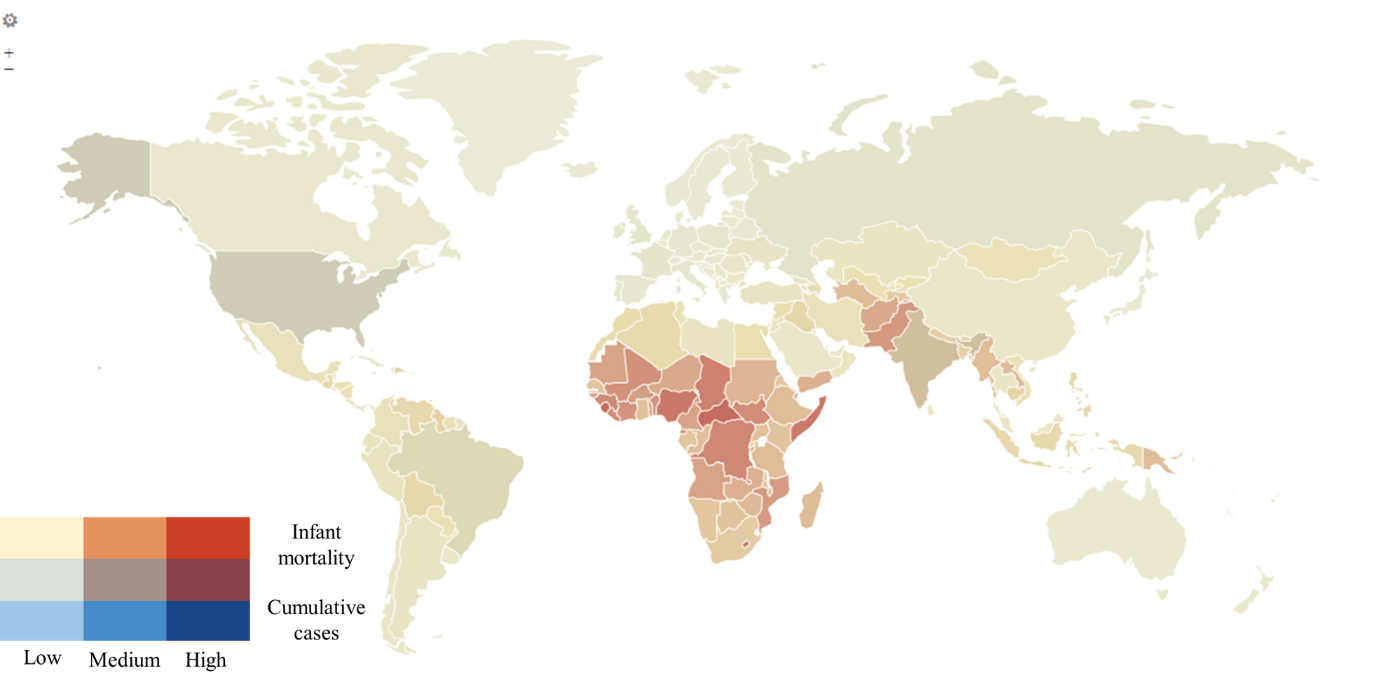 +
−
Infant
mortality
Cumulative
cases
Low Medium High